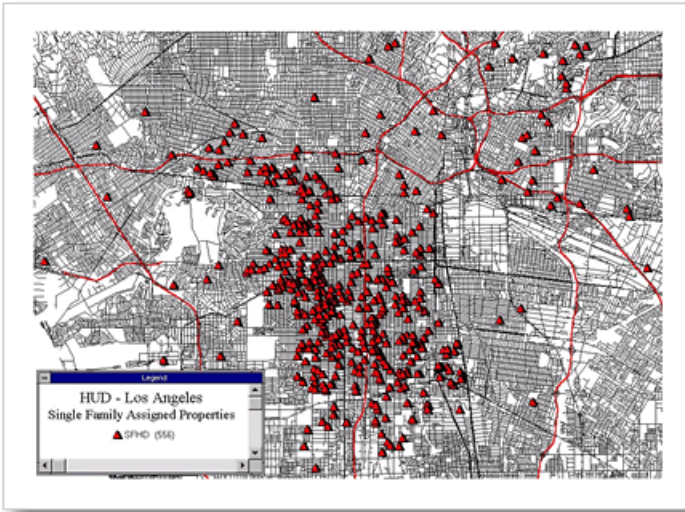 Legend
HUD - Los Angeles
Single Family Assigned Properties
SFHD (556)